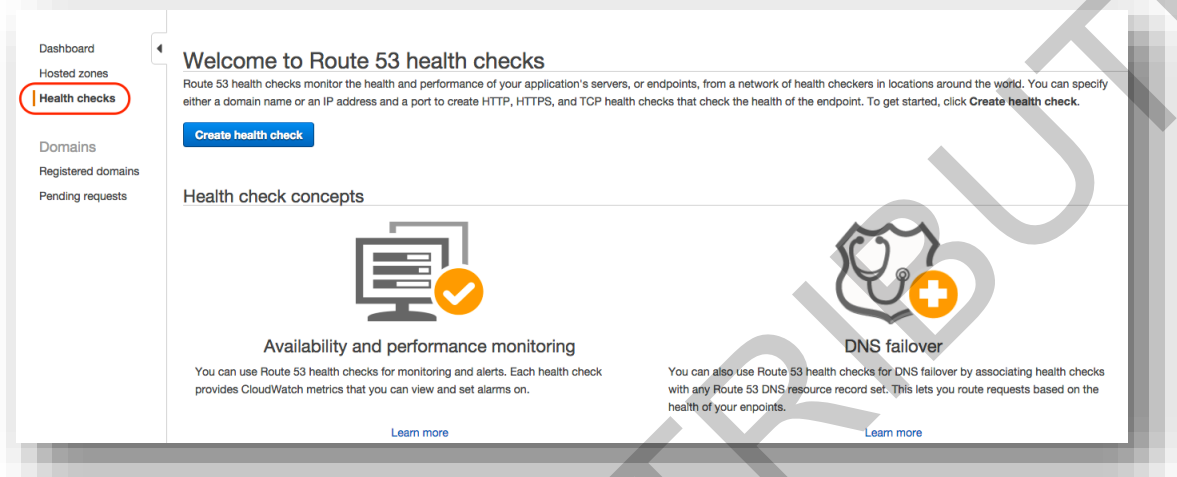 Dashboard
Hosted zones
Health checks
Domains
Registered domains
Pending requests
Welcome to Route 53 health checks
Route 53 health checks monitor the health and performance of your application's servers, or endpoints, from a network of health checkers in locations around the world. You can specify
either a domain name or an IP address and a port to create HTTP, HTTPS, and TCP health checks that check the health of the endpoint. To get started, click Create health check.
Create health check
Health check concepts
Availability and performance monitoring
You can use Route 53 health checks for monitoring and alerts. Each health check
provides CloudWatch metrics that you can view and set alarms on.
Learn more
DNS failover
You can also use Route 53 health checks for DNS failover by associating health checks
with any Route 53 DNS resource record set. This lets you route requests based on the
health of your enpoints.
Learn more
TRIBUT